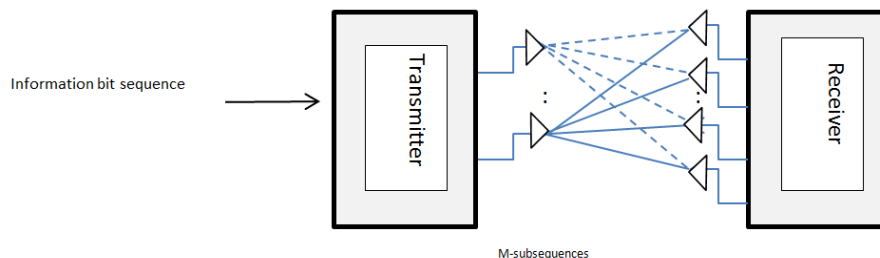 Information bit sequence
Transmitter
Receiver
M-subsequences